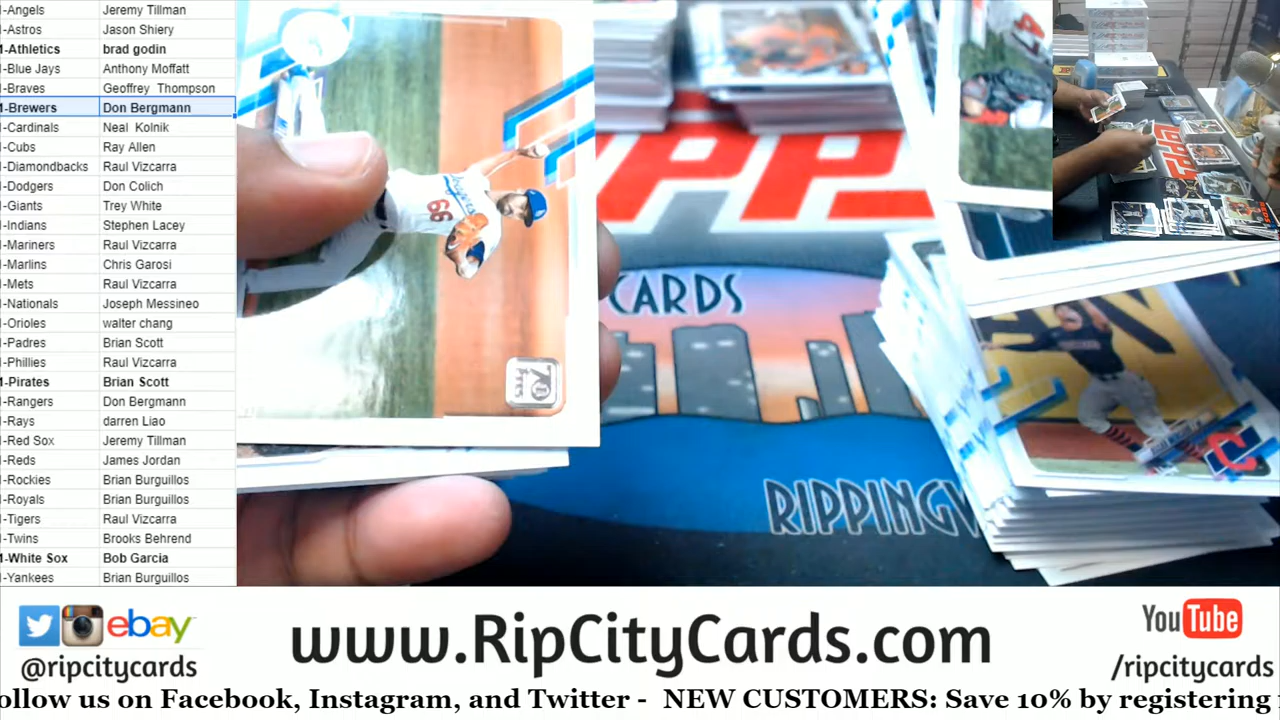 -Angels Jeremy Tillman
-Astros Jason Shiery
-Athletics brad godin
-Blue Jays Anthony Moffatt
-Braves Geoffrey Thompson
-Brewers Don Bergmann
-Cardinals Neal Kolnik
-Cubs Ray Allen
-Diamondbacks Raul Vizcarra
-Dodgers Don Colich
-Giants Trey White
-Indians Stephen Lacey
-Mariners Raul Vizcarra
-Marlins Chris Garosi
-Mets Raul Vizcarra
-Nationals Joseph Messineo
-Orioles walter chang
-Padres Brian Scott
-Phillies Raul Vizcarra
-Pirates Brian Scott
-Rangers Don Bergmann
-Rays darren Liao
-Red Sox Jeremy Tillman
-Reds James Jordan
-Rockies Brian Burguillos
-Royals Brian Burguillos
-Tigers Raul Vizcarra
-Twins Brooks Behrend
-White Sox Bob Garcia
-Yankees Brian Burguillos
Dodgers
66
70
TOPPS
CARDS
RIPPING
ebay
@ripcitycards
www.RipCityCards.com
YouTube
/ripcitycards
ollow us on Facebook, Instagram, and Twitter - NEW CUSTOMERS: Save 10% by registering